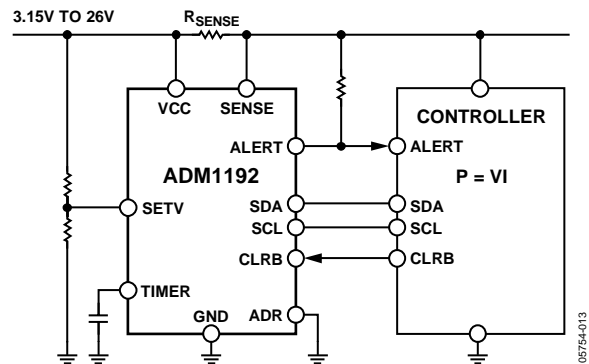 3.15V TO 26V
RSENSE
VCC
SENSE
ALERT
ADM1192
SETV
SDA
SCL
CLRB
TIMER
GND
ADR
CONTROLLER
ALERT
P = VI
SDA
SCL
CLRB
05754-013